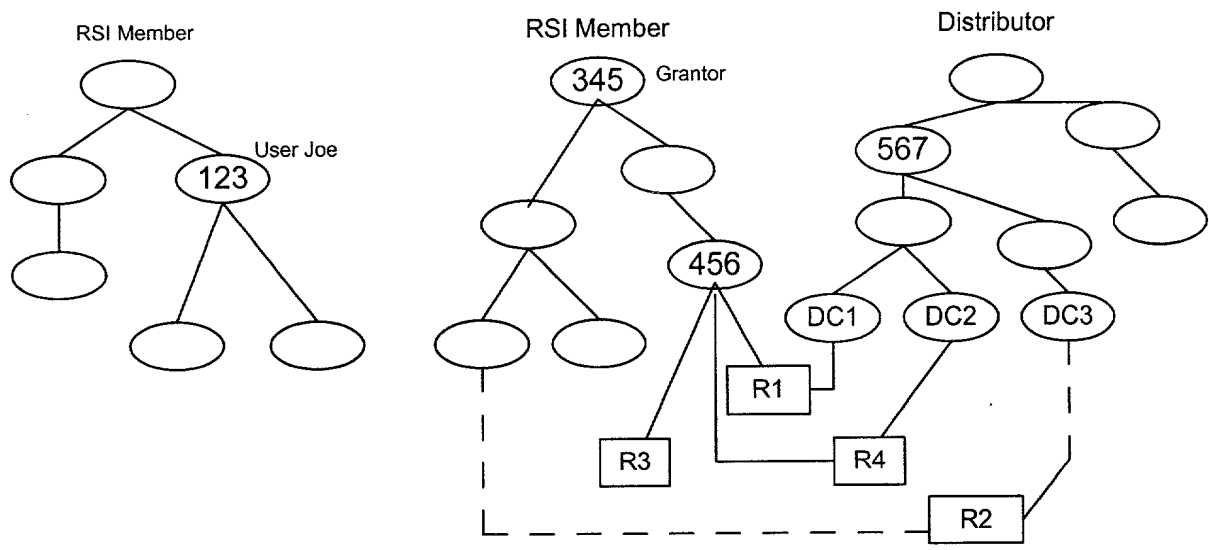 RSI Member
RSI Member
Distributor
345
Grantor
User Joe
123
567
456
DC1
DC2
DC3
R1
R3
R4
R2